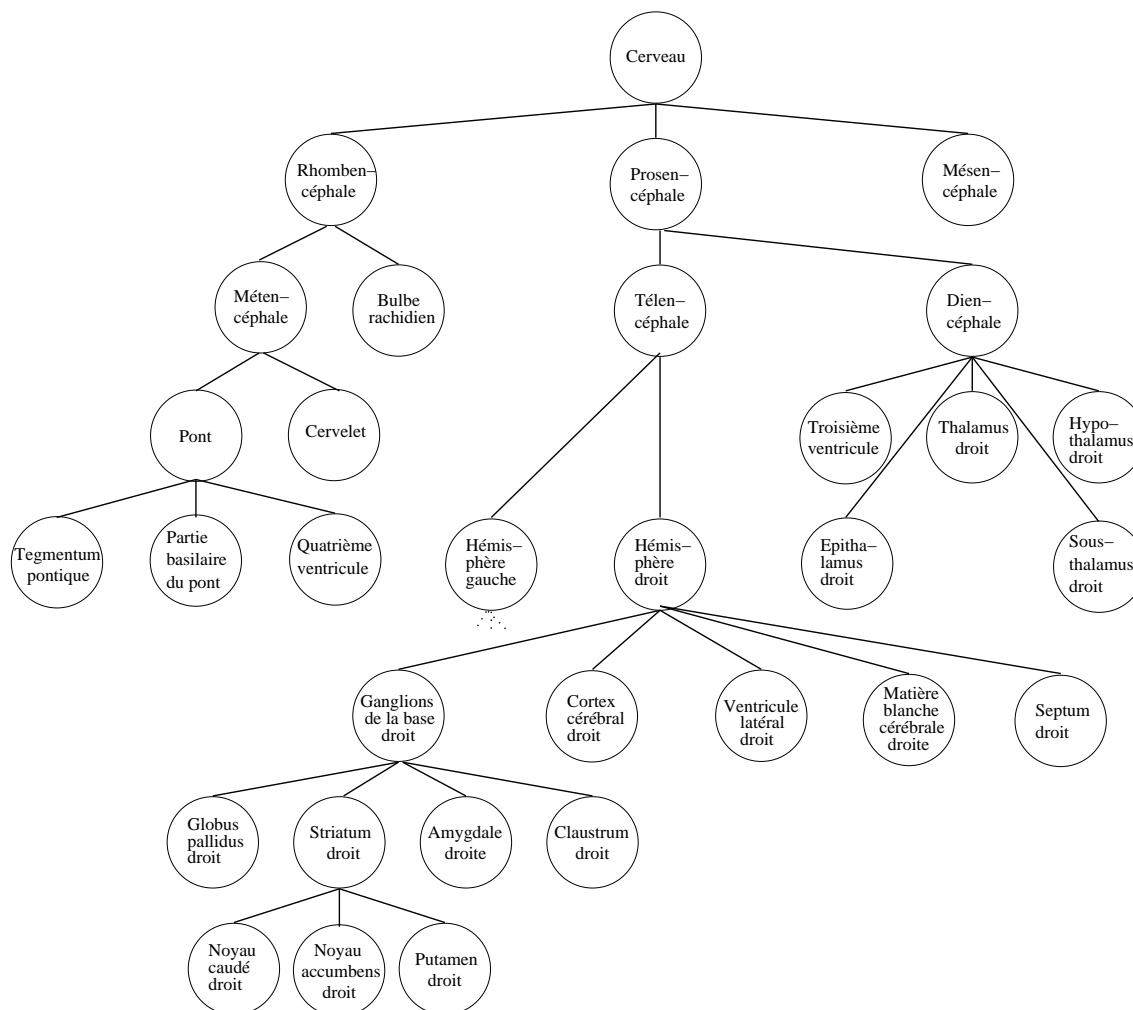 Cerveau
Rhomben–
céphale
Prosen–
céphale
Mésen–
céphale
Méten–
céphale
Bulbe
rachidien
Télen–
céphale
Dien–
céphale
Pont
Cervelet
Troisième
ventricule
Thalamus
droit
Hypo–
thalamus
droit
Tegmentum
pontique
Partie
basilaire
du pont
Quatrième
ventricule
Hémis–
phère
gauche
Hémis–
phère
droit
Epitha–
lamus
droit
Sous–
thalamus
droit
Ganglions
de la base
droit
Cortex
cérébral
droit
Ventricule
latéral
droit
Matière
blanche
cérébrale
droite
Septum
droit
Globus
pallidus
droit
Striatum
droit
Amygdale
droite
Claustrum
droit
Noyau
caudé
droit
Noyau
accumbens
droit
Putamen
droit